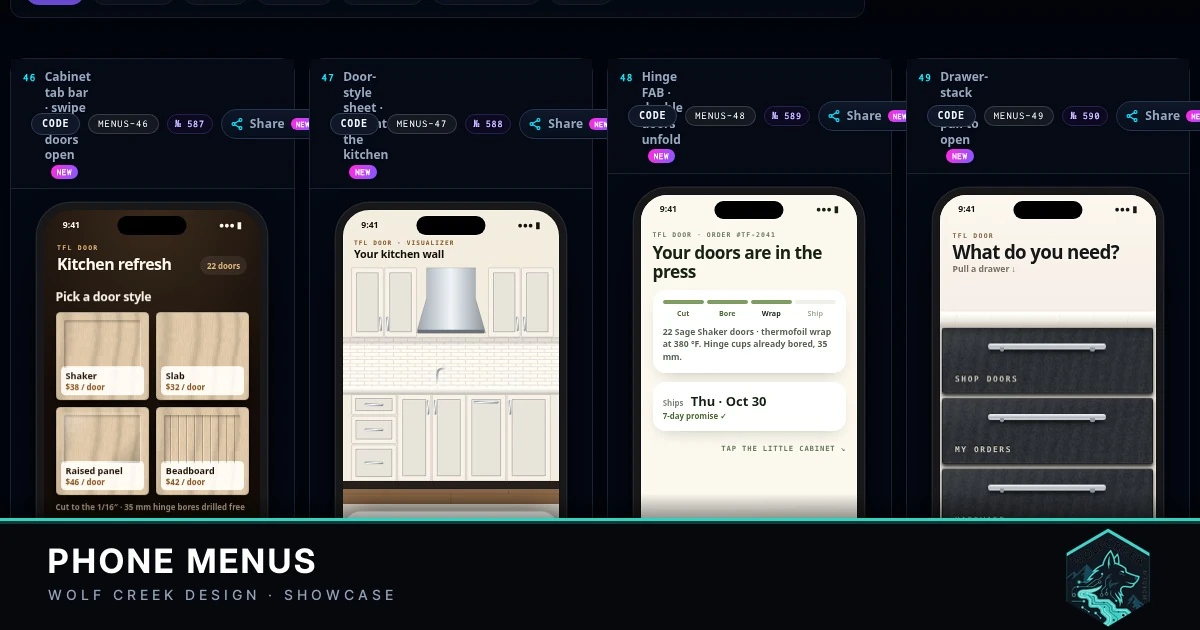 46 Cabinet
tab bar
· swipe
CODE MENUS-46 № 587 Share NEW
doors
open
NEW
47 Door-
style
sheet ·
CODE MENUS-47 № 588 Share NEW
the
kitchen
NEW
48 Hinge
FAB ·
CODE MENUS-48 № 589 Share NEW
doors
unfold
NEW
49 Drawer-
stack
CODE MENUS-49 № 590 Share NE
pull to
open
NEW
9:41
TFL DOOR
Kitchen refresh
22 doors
Pick a door style
Shaker
$38 / door
Slab
$32 / door
Raised panel
$46 / door
Beadboard
$42 / door
Cut to the 1/16″ · 35 mm hinge bores drilled free
9:41
TFL DOOR · VISUALIZER
Your kitchen wall
9:41
TFL DOOR · ORDER #TF-2041
Your doors are in the
press
Cut Bore Wrap Ship
22 Sage Shaker doors · thermofoil wrap
at 380 °F. Hinge cups already bored, 35
mm.
Ships Thu · Oct 30
7-day promise ✓
TAP THE LITTLE CABINET ↘
9:41
TFL DOOR
What do you need?
Pull a drawer ↓
SHOP DOORS
MY ORDERS
PHONE MENUS
WOLF CREEK DESIGN · SHOWCASE